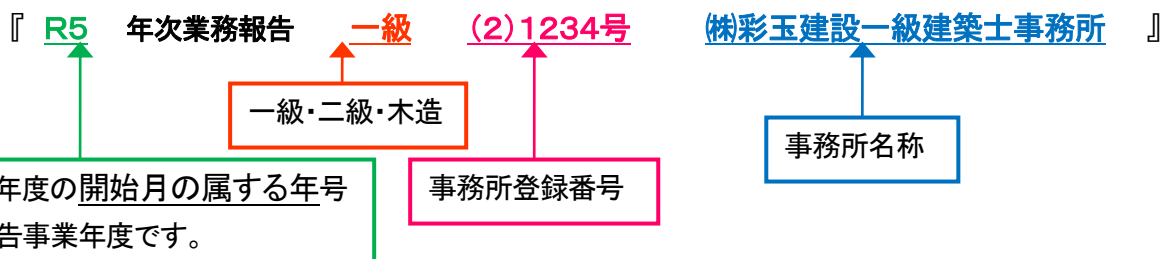 『 R5 年次業務報告 一級 (2)1234号 ㈱彩玉建設一級建築士事務所 』
一級・二級・木造
事務所名称
事務所登録番号
年度の開始月の属する年号
告事業年度です。